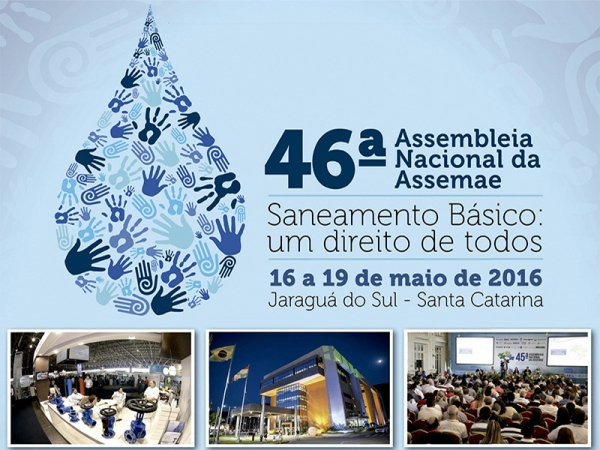 46ª
Assembleia
Nacional da
Assemae
Saneamento Básico:
um direito de todos
16 a 19 de maio de 2016
Jaraguá do Sul - Santa Catarina
45ª